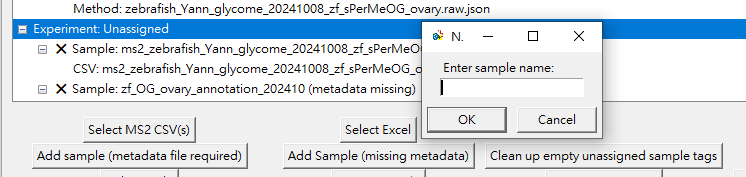 Method: zebrafish_Yann_glycome_20241008_zf_sPerMeOG_ovary.raw.json
Experiment: Unassigned
Sample: ms2_zebrafish_Yann_glycome_20241008_zf_sPerMeOG
CSV: ms2_zebrafish_Yann_glycome_20241008_zf_sPerMeOG_o
Sample: zf_OG_ovary_annotation_202410 (metadata missing)
N.
Enter sample name:
OK
Cancel
Select MS2 CSV(s)
Select Excel
Add sample (metadata file required)
Add Sample (missing metadata)
Clean up empty unassigned sample tags